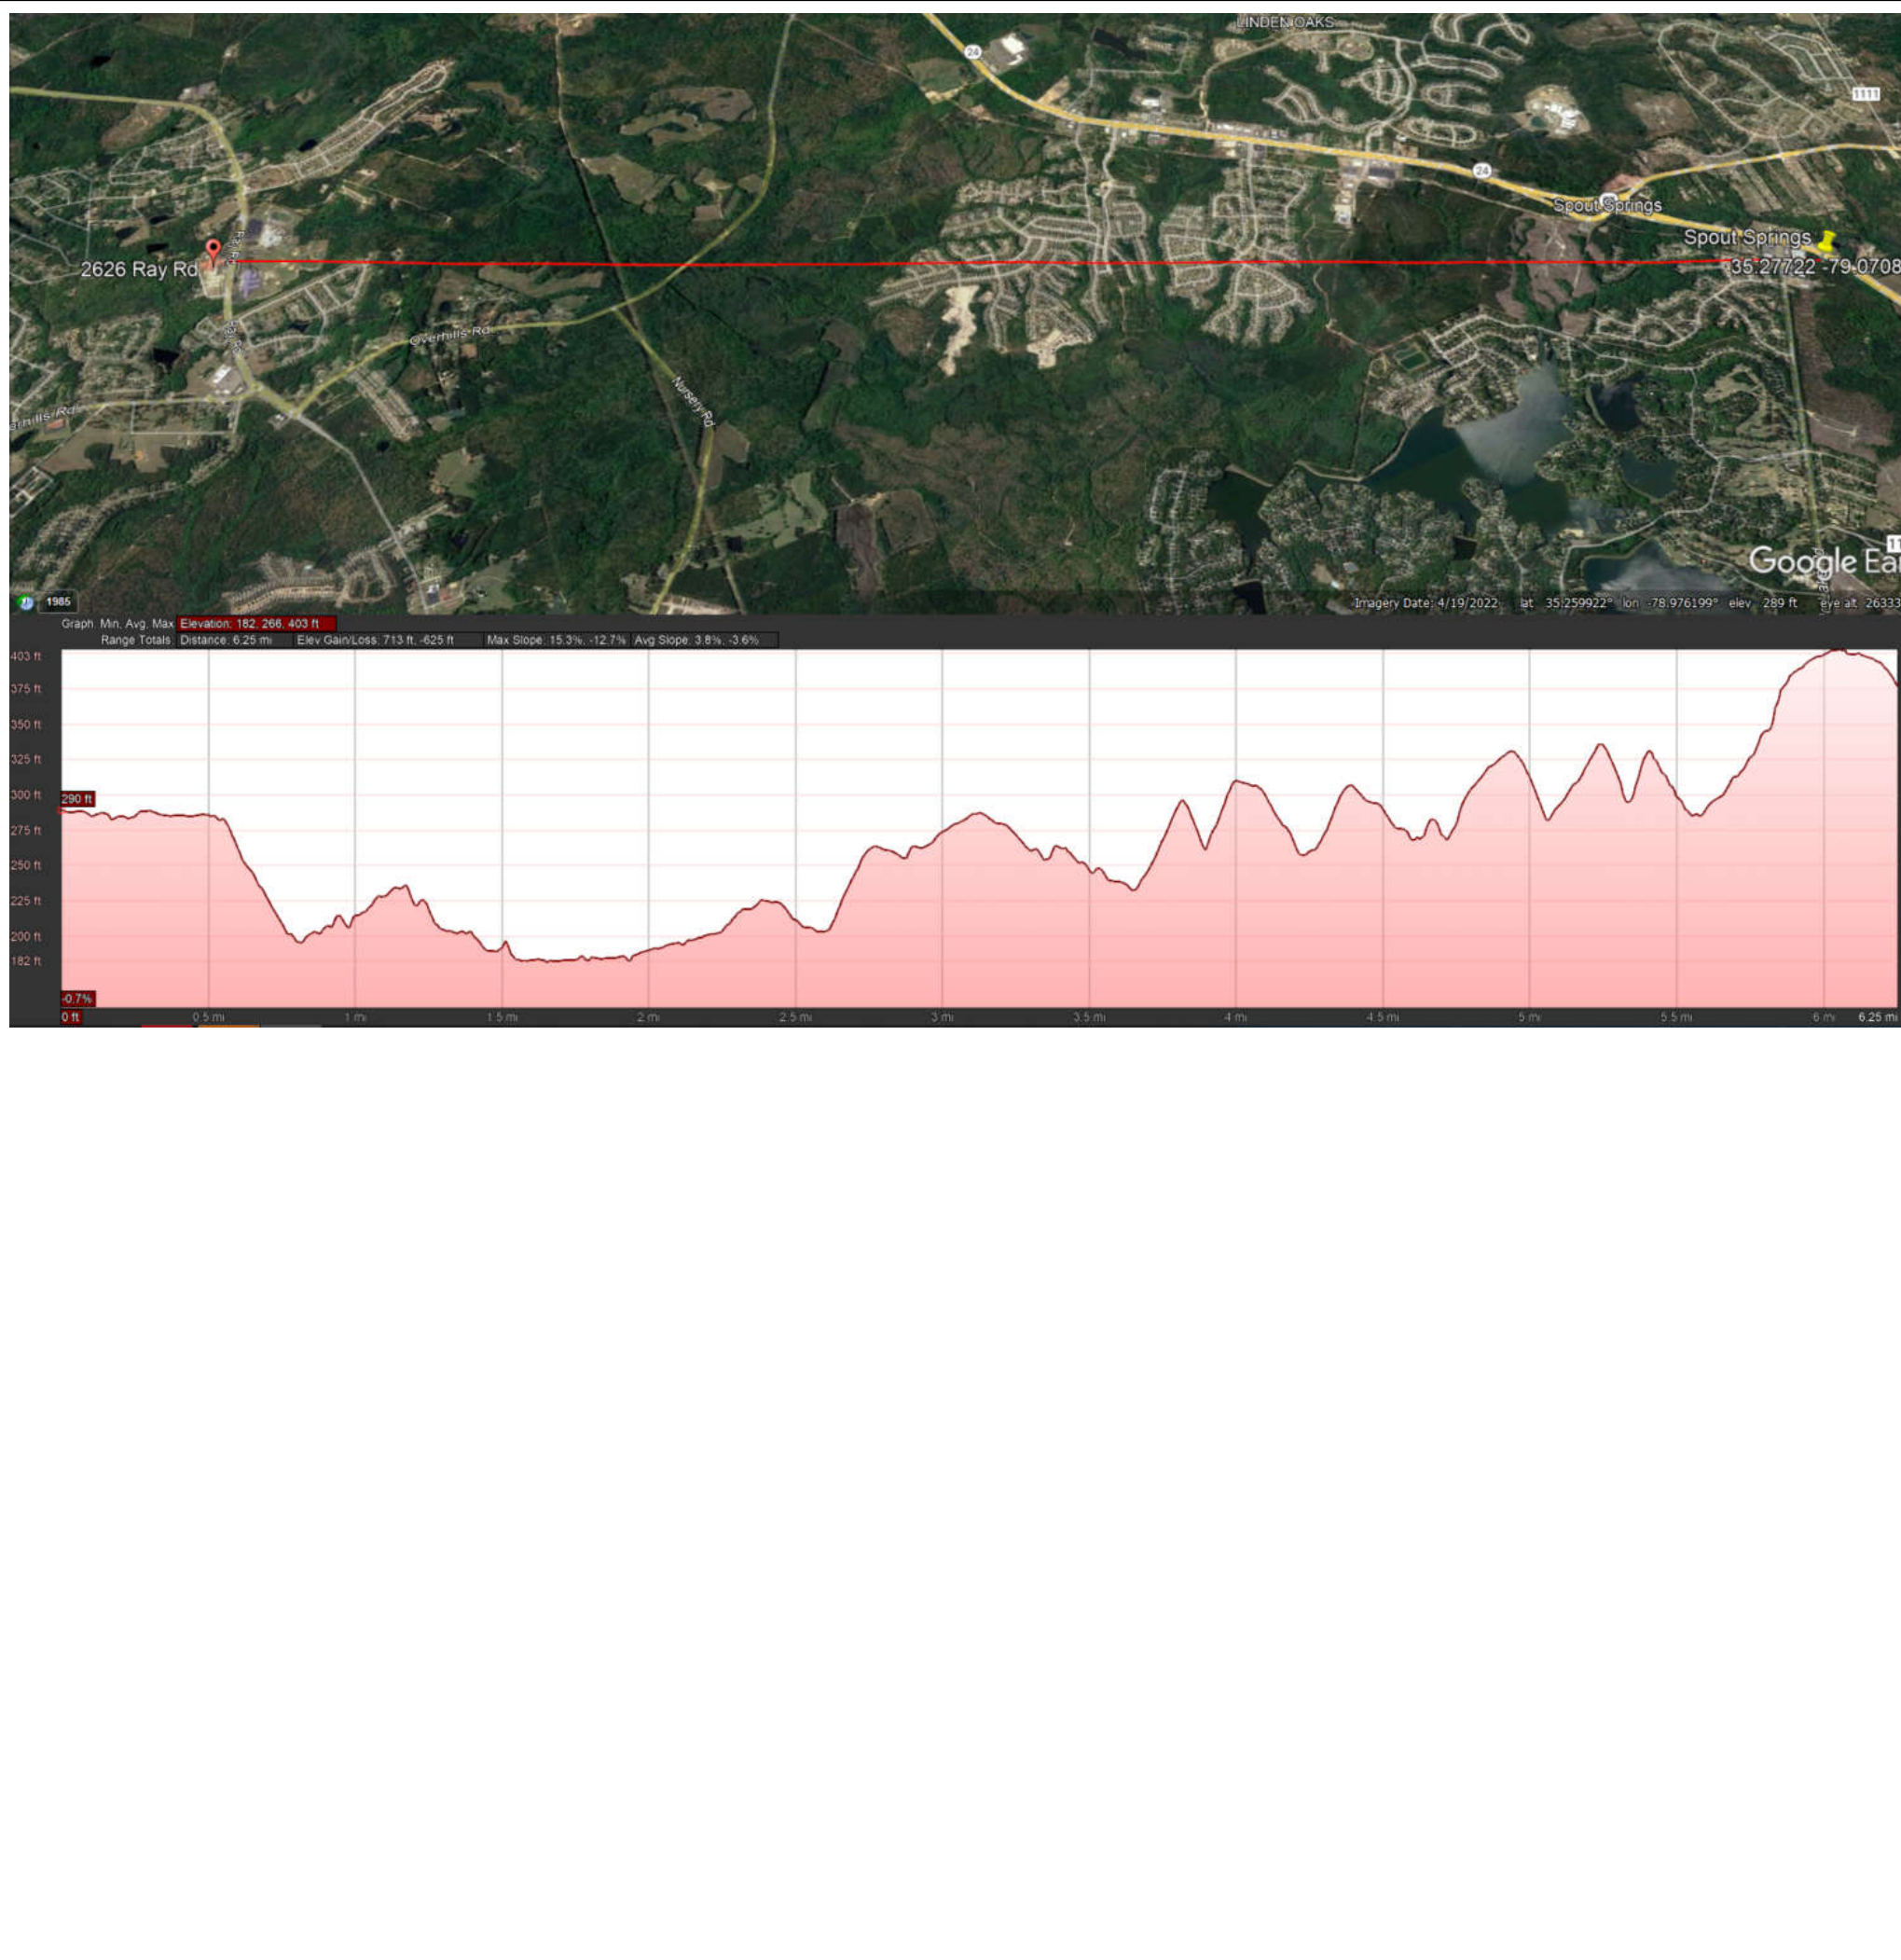 LINDEN OAKS
24
1111
24
Spout Springs
Spout Springs
35.27722 -79.0708
2626 Ray Rd
Ray Rd
Ray Rd
Overhills Rd
Nursery Rd
erhills Rd
11
Google Ear
1985
Imagery Date: 4/19/2022 lat 35.259922° lon -78.976199° elev 289 ft eye alt 26333
Graph: Min, Avg, Max Elevation: 182, 266, 403 ft
Range Totals: Distance: 6.25 mi Elev Gain/Loss: 713 ft, -625 ft Max Slope: 15.3%, -12.7% Avg Slope: 3.8%, -3.6%
403 ft
375 ft
350 ft
325 ft
300 ft
290 ft
275 ft
250 ft
225 ft
200 ft
182 ft
-0.7%
0 ft 0.5 mi 1 mi 1.5 mi 2 mi 2.5 mi 3 mi 3.5 mi 4 mi 4.5 mi 5 mi 5.5 mi 6 mi 6.25 mi